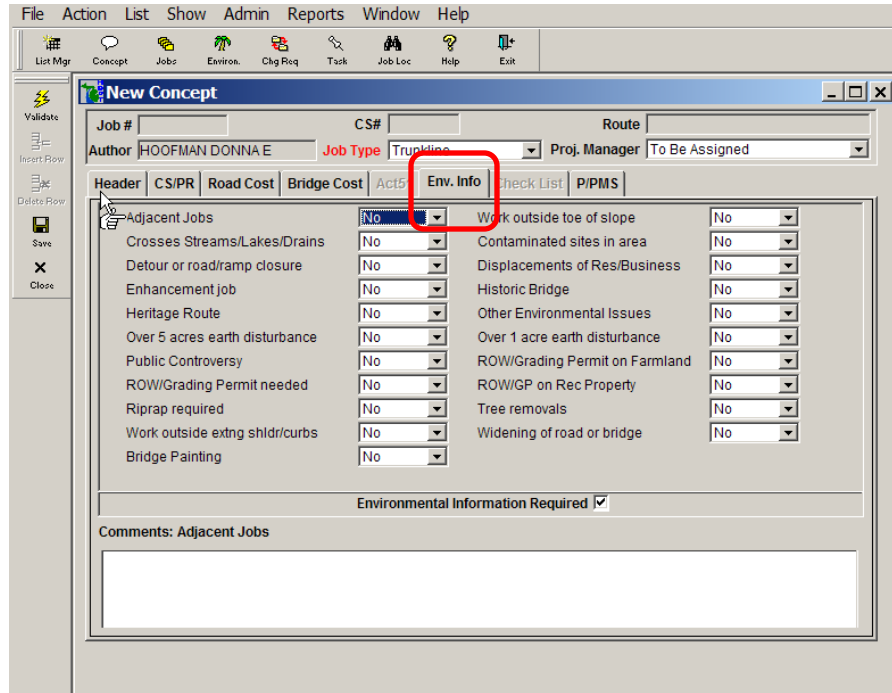 File Action List Show Admin Reports Window Help
List Mgr Concept Jobs Environ. Chg Req Task Job Loc Help Exit
New Concept
Validate
Insert Row
Delete Row
Save
Close
Job # CS# Route
Author HOOFMAN DONNA E Job Type Trunkline Proj. Manager To Be Assigned
Header CS/PR Road Cost Bridge Cost Act51 Env. Info Check List P/PMS
Adjacent Jobs No Work outside toe of slope No
Crosses Streams/Lakes/Drains No Contaminated sites in area No
Detour or road/ramp closure No Displacements of Res/Business No
Enhancement job No Historic Bridge No
Heritage Route No Other Environmental Issues No
Over 5 acres earth disturbance No Over 1 acre earth disturbance No
Public Controversy No ROW/Grading Permit on Farmland No
ROW/Grading Permit needed No ROW/GP on Rec Property No
Riprap required No Tree removals No
Work outside extng shldr/curbs No Widening of road or bridge No
Bridge Painting No
Environmental Information Required
Comments: Adjacent Jobs